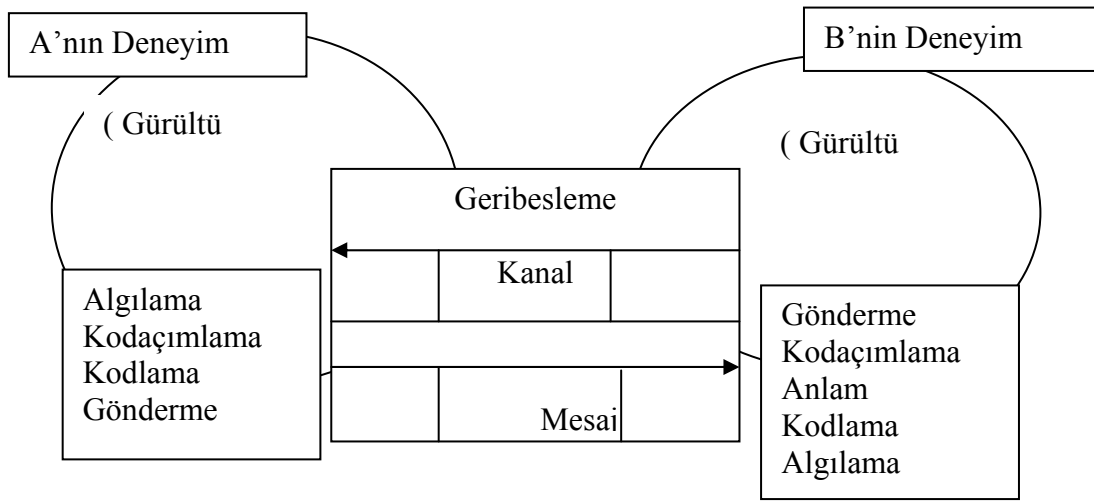 A’nın Deneyim
B’nin Deneyim
( Gürültü
( Gürültü
Geribesleme
Kanal
Algılama
Kodaçımlama
Kodlama
Gönderme
Gönderme
Kodaçımlama
Anlam
Kodlama
Algılama
Mesai